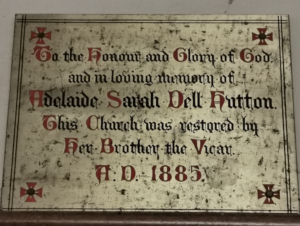 To the Honour and Glory of God
and in loving memory of
Adelaide Sarah Dell Hutton.
This Church was restored by
Her Brother the Vicar.
A.D. 1885.